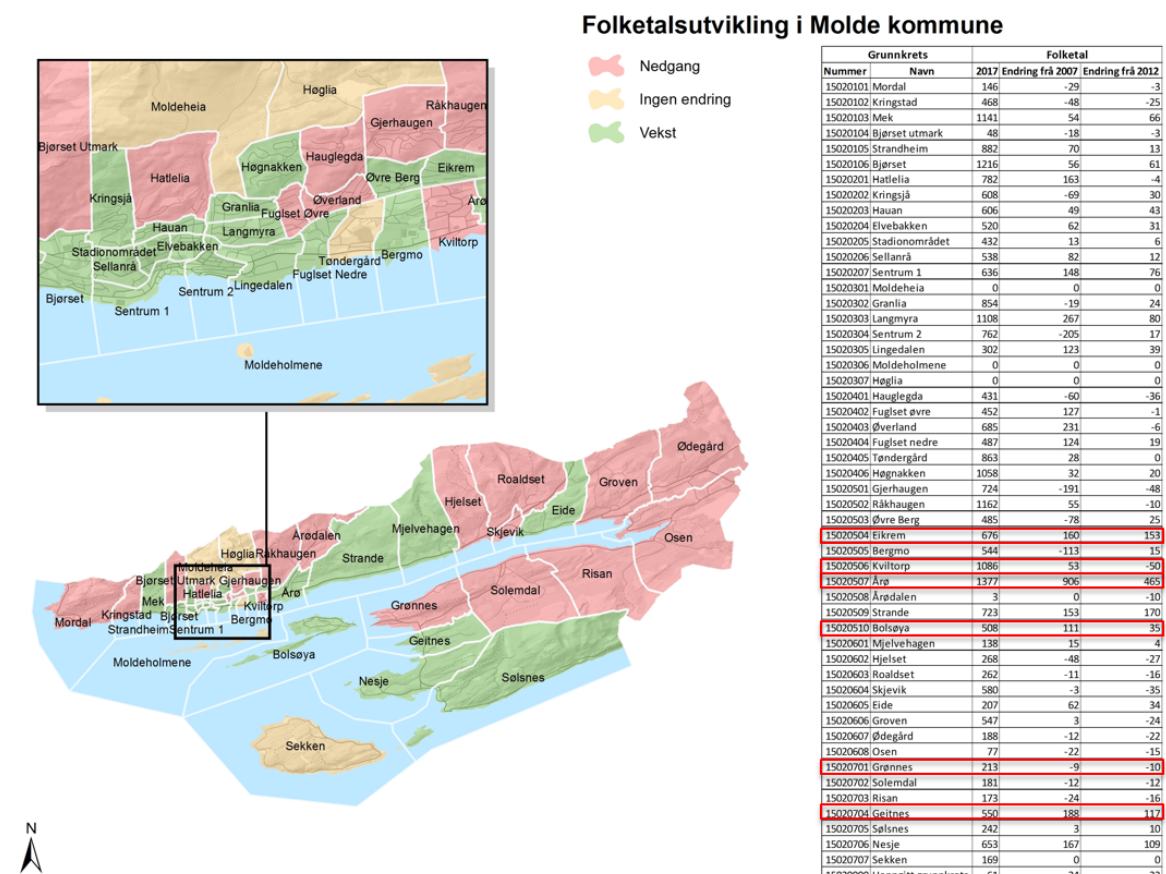 Folketalsutvikling i Molde kommune
Nedgang
Ingen endring
Vekst
Moldeheia
Høglia
Råkhaugen
Gjerhaugen
Bjørset Utmark
Hauglegda
Høgnakken
Hatlelia
Eikrem
Øvre Berg
Kringsjå
Øverland
Årø
Granlia
Fuglset Øvre
Hauan
Langmyra
Kviltorp
Elvebakken
Stadionområdet
Bergmo
Tøndergård
Sellanrå
Fuglset Nedre
Lingedalen
Sentrum 2
Bjørset
Sentrum 1
Moldeholmene
Ødegård
Roaldset
Groven
Hjelset
Eide
Mjelvehagen
Skjevik
Årødalen
Osen
Høglia
Råkhaugen
Strande
Moldeheia
Risan
Bjørset Utmark
Gjerhaugen
Solemdal
Hatlelia
Årø
Mek
Kviltorp
Grønnes
Kringstad
Bjørset
Bergmo
Mordal
Strandheim
Sentrum 1
Geitnes
Bolsøya
Moldeholmene
Sølsnes
Nesje
Sekken
N
Grunnkrets Folketal
Nummer Navn 2017 Endring frå 2007 Endring frå 2012
15020101 Mordal 146 -29 -3
15020102 Kringstad 468 -48 -25
15020103 Mek 1141 54 66
15020104 Bjørset utmark 48 -18 -3
15020105 Strandheim 882 70 13
15020106 Bjørset 1216 56 61
15020201 Hatlelia 782 163 -4
15020202 Kringsjå 608 -69 30
15020203 Hauan 606 49 43
15020204 Elvebakken 520 62 31
15020205 Stadionområdet 432 13 6
15020206 Sellanrå 538 82 12
15020207 Sentrum 1 636 148 76
15020301 Moldeheia 0 0 0
15020302 Granlia 854 -19 24
15020303 Langmyra 1108 267 80
15020304 Sentrum 2 762 -205 17
15020305 Lingedalen 302 123 39
15020306 Moldeholmene 0 0 0
15020307 Høglia 0 0 0
15020401 Hauglegda 431 -60 -36
15020402 Fuglset øvre 452 127 -1
15020403 Øverland 685 231 -6
15020404 Fuglset nedre 487 124 19
15020405 Tøndergård 863 28 0
15020406 Høgnakken 1058 32 20
15020501 Gjerhaugen 724 -191 -48
15020502 Råkhaugen 1162 55 -10
15020503 Øvre Berg 485 -78 25
15020504 Eikrem 676 160 153
15020505 Bergmo 544 -113 15
15020506 Kviltorp 1086 53 -50
15020507 Årø 1377 906 465
15020508 Årødalen 3 0 -10
15020509 Strande 723 153 170
15020510 Bolsøya 508 111 35
15020601 Mjelvehagen 138 15 4
15020602 Hjelset 268 -48 -27
15020603 Roaldset 262 -11 -16
15020604 Skjevik 580 -3 -35
15020605 Eide 207 62 34
15020606 Groven 547 3 -24
15020607 Ødegård 188 -12 -22
15020608 Osen 77 -22 -15
15020701 Grønnes 213 -9 -10
15020702 Solemdal 181 -12 -12
15020703 Risan 173 -24 -16
15020704 Geitnes 550 188 117
15020705 Sølsnes 242 3 10
15020706 Nesje 653 167 109
15020707 Sekken 169 0 0